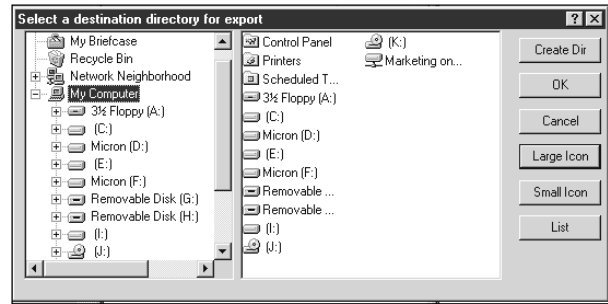 Select a destination directory for export
My Briefcase
Recycle Bin
Network Neighborhood
My Computer
3½ Floppy (A:)
(C:)
Micron (D:)
(E:)
Micron (F:)
Removable Disk (G:)
Removable Disk (H:)
(I:)
(J:)
Control Panel
Printers
Scheduled T...
3½ Floppy (A:)
(C:)
Micron (D:)
(E:)
Micron (F:)
Removable ...
Removable ...
(I:)
(J:)
(K:)
Marketing on...
Create Dir
OK
Cancel
Large Icon
Small Icon
List